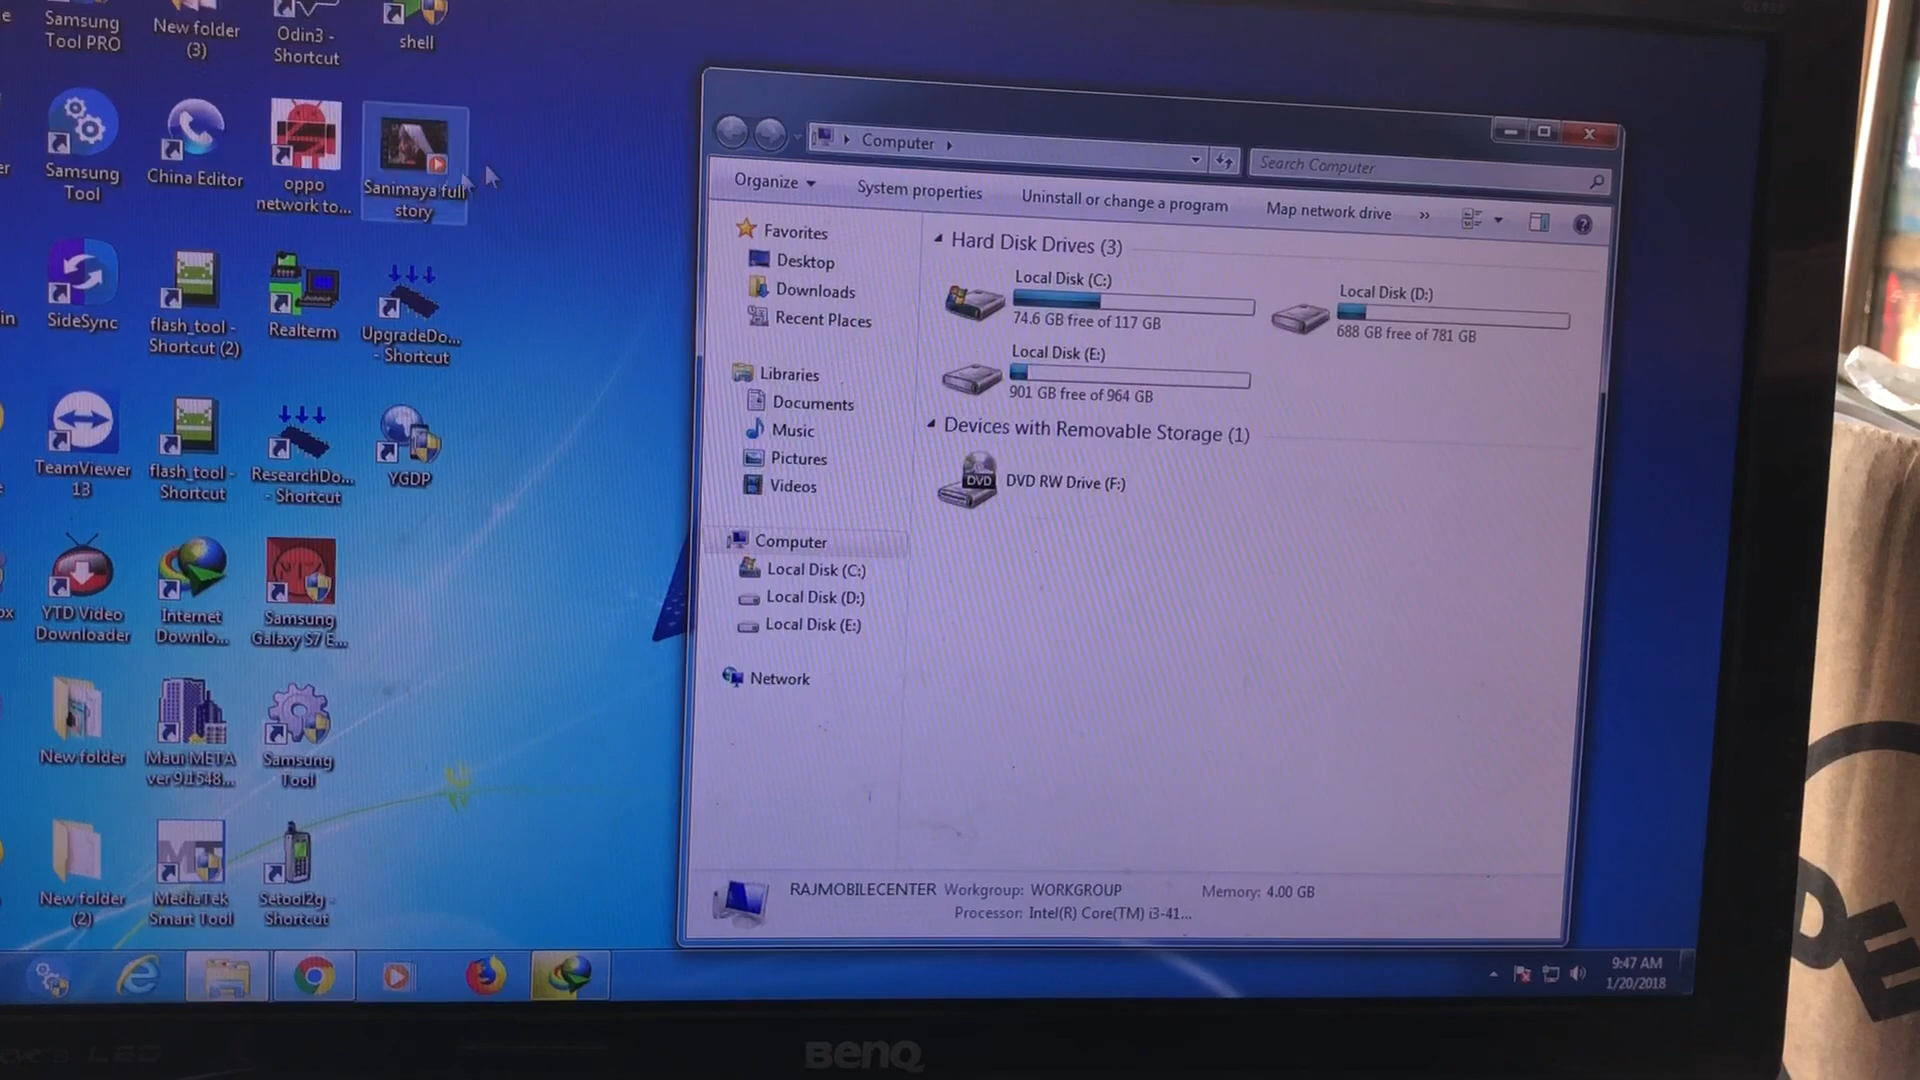 Samsung
Tool PRO
New folder
(3)
Odin3 -
Shortcut
shell
Samsung
Tool
China Editor
oppo
network to...
Sanimaya full
story
SideSync
flash_tool -
Shortcut (2)
Realterm
UpgradeDo...
- Shortcut
TeamViewer
13
flash_tool -
Shortcut
ResearchDo...
- Shortcut
YGDP
YTD Video
Downloader
Internet
Downlo...
Samsung
Galaxy S7 E...
New folder
Maui META
ver 9.1548...
Samsung
Tool
New folder
(2)
MediaTek
Smart Tool
Setool2g -
Shortcut
Computer
Search Computer
Organize
System properties
Uninstall or change a program
Map network drive
»
Favorites
Desktop
Downloads
Recent Places
Libraries
Documents
Music
Pictures
Videos
Computer
Local Disk (C:)
Local Disk (D:)
Local Disk (E:)
Network
Hard Disk Drives (3)
Local Disk (C:)
74.6 GB free of 117 GB
Local Disk (D:)
688 GB free of 781 GB
Local Disk (E:)
901 GB free of 964 GB
Devices with Removable Storage (1)
DVD
DVD RW Drive (F:)
RAJMOBILECENTER Workgroup: WORKGROUP Memory: 4.00 GB
Processor: Intel(R) Core(TM) i3-41...
9:47 AM
1/20/2018
BenQ